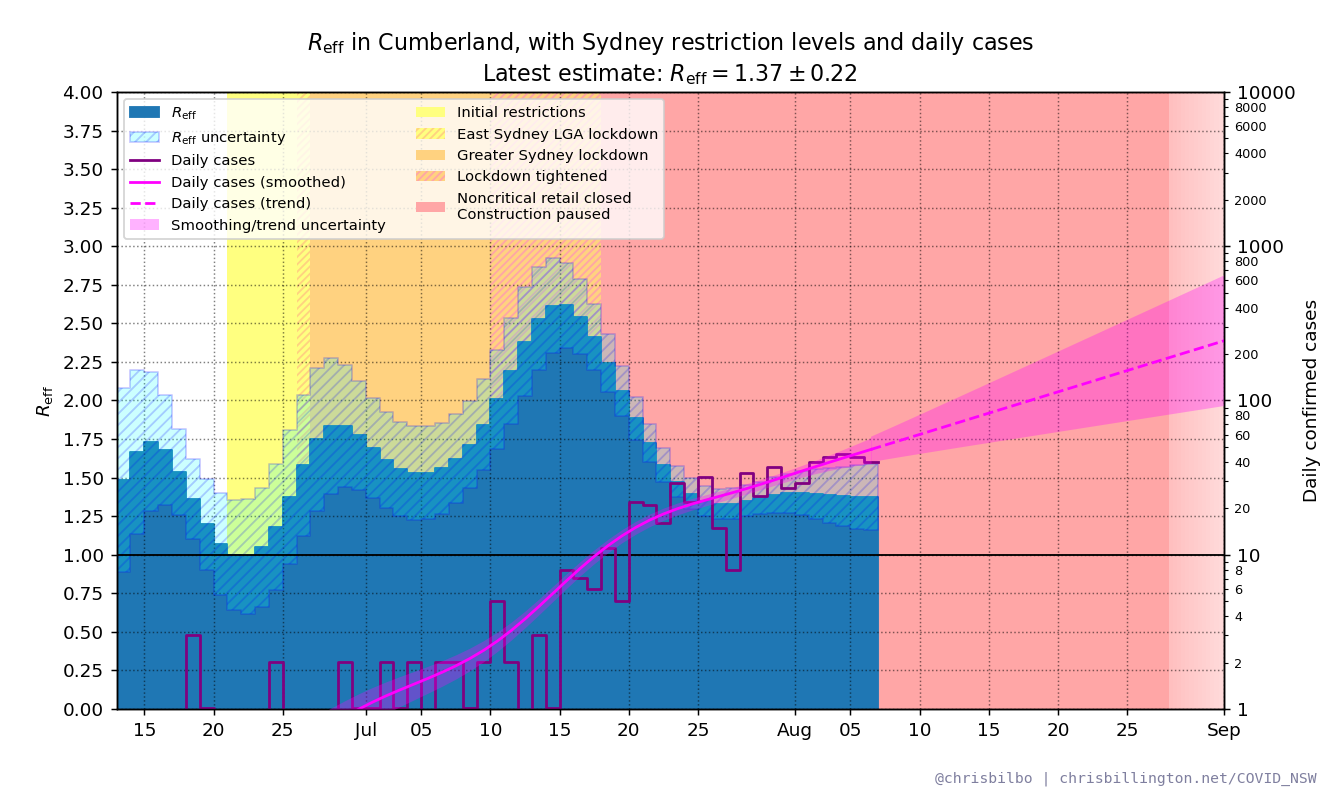 R_eff in Cumberland, with Sydney restriction levels and daily cases
Latest estimate: R_eff = 1.37 ± 0.22
R_eff
R_eff uncertainty
Daily cases
Daily cases (smoothed)
Daily cases (trend)
Smoothing/trend uncertainty
Initial restrictions
East Sydney LGA lockdown
Greater Sydney lockdown
Lockdown tightened
Noncritical retail closed
Construction paused
R_eff
4.00
3.75
3.50
3.25
3.00
2.75
2.50
2.25
2.00
1.75
1.50
1.25
1.00
0.75
0.50
0.25
0.00
15
20
25
Jul
05
10
15
20
25
Aug
05
10
15
20
25
Sep
10000
8000
6000
4000
2000
1000
800
600
400
200
100
80
60
40
20
10
8
6
4
2
1
Daily confirmed cases
@chrisbilbo | chrisbillington.net/COVID_NSW